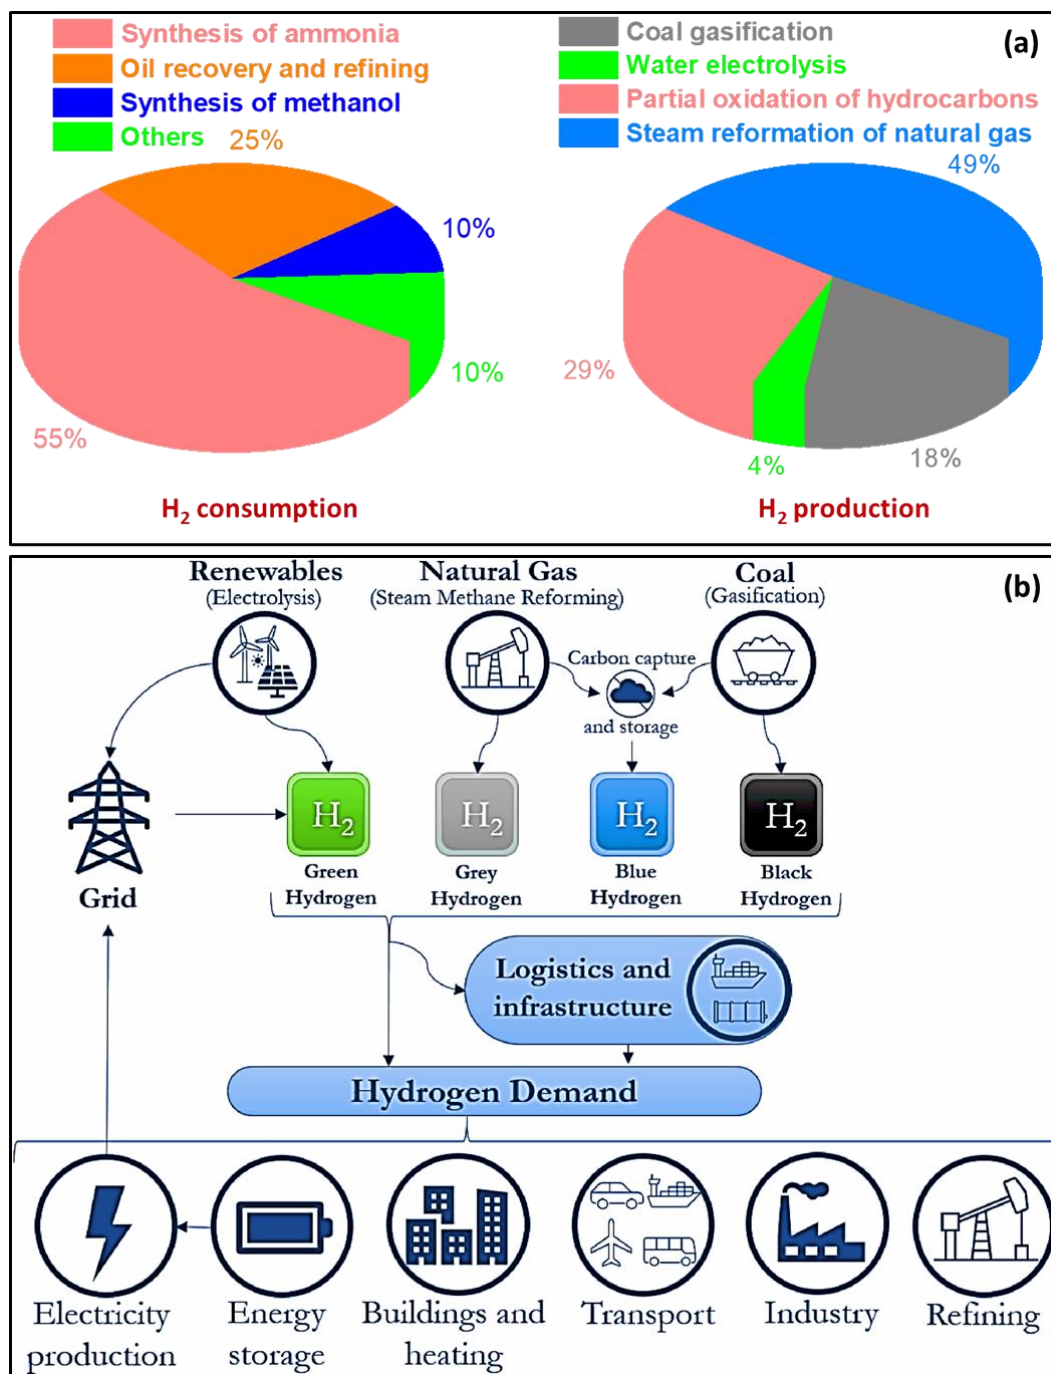 Synthesis of ammonia
Oil recovery and refining
Synthesis of methanol
Others
25%
10%
10%
55%
H₂ consumption
Coal gasification
(a)
Water electrolysis
Partial oxidation of hydrocarbons
Steam reformation of natural gas
49%
29%
4%
18%
H₂ production
(b)
Renewables
(Electrolysis)
Natural Gas
(Steam Methane Reforming)
Coal
(Gasification)
Carbon capture
and storage
H₂
H₂
H₂
H₂
Green
Hydrogen
Grey
Hydrogen
Blue
Hydrogen
Black
Hydrogen
Grid
Logistics and
infrastructure
Hydrogen Demand
Electricity
production
Energy
storage
Buildings and
heating
Transport
Industry
Refining